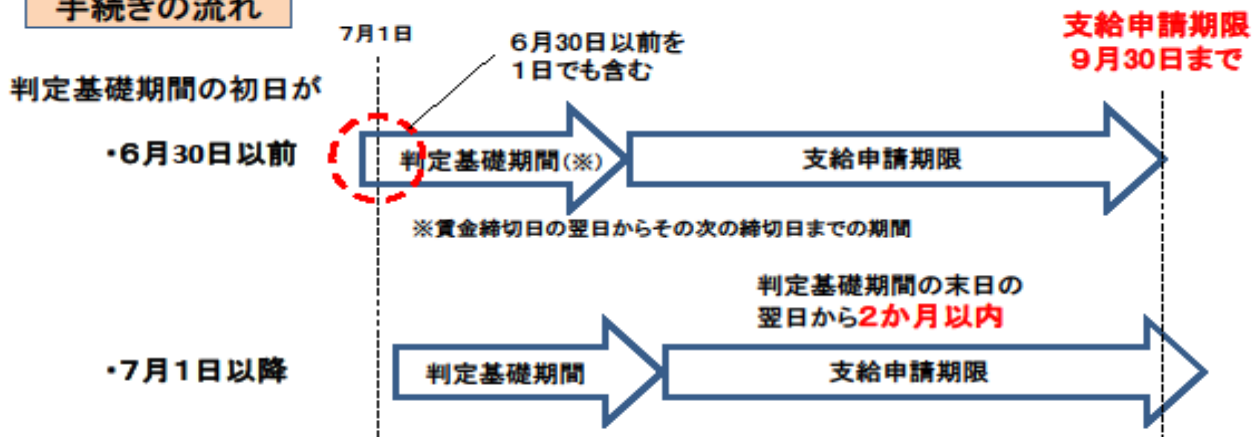 手続きの流れ
7月1日
6月30日以前を
1日でも含む
支給申請期限
9月30日まで
判定基礎期間の初日が
・6月30日以前
判定基礎期間(※)
支給申請期限
※賃金締切日の翌日からその次の締切日までの期間
判定基礎期間の末日の
翌日から2か月以内
・7月1日以降
判定基礎期間
支給申請期限